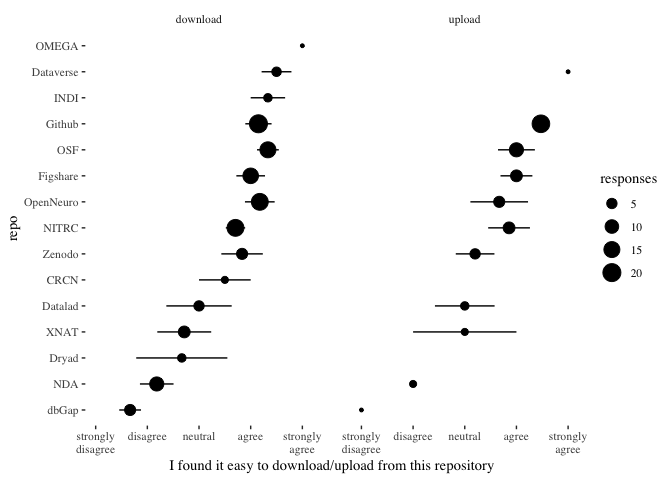 download
upload
OMEGA
Dataverse
INDI
Github
OSF
Figshare
OpenNeuro
NITRC
Zenodo
CRCN
Datalad
XNAT
Dryad
NDA
dbGap
repo
strongly
disagree
disagree
neutral
agree
strongly
agree
strongly
disagree
disagree
neutral
agree
strongly
agree
I found it easy to download/upload from this repository
responses
5
10
15
20